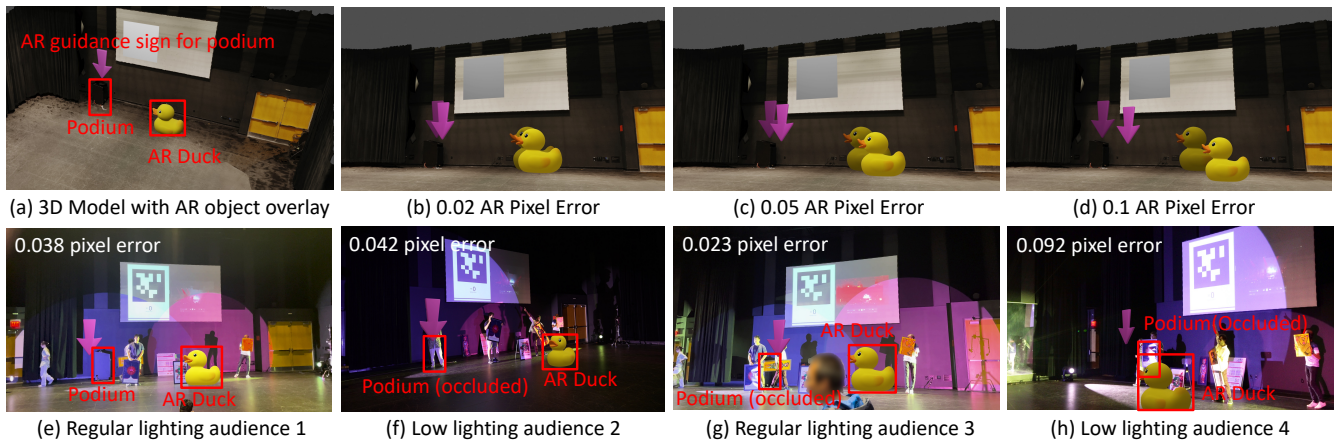 AR guidance sign for podium
Podium
AR Duck
(a) 3D Model with AR object overlay
(b) 0.02 AR Pixel Error
(c) 0.05 AR Pixel Error
(d) 0.1 AR Pixel Error
0.038 pixel error
Podium
AR Duck
0.042 pixel error
Podium (occluded)
AR Duck
0.023 pixel error
AR Duck
Podium (occluded)
0.092 pixel error
Podium(Occluded)
AR Duck
(e) Regular lighting audience 1
(f) Low lighting audience 2
(g) Regular lighting audience 3
(h) Low lighting audience 4